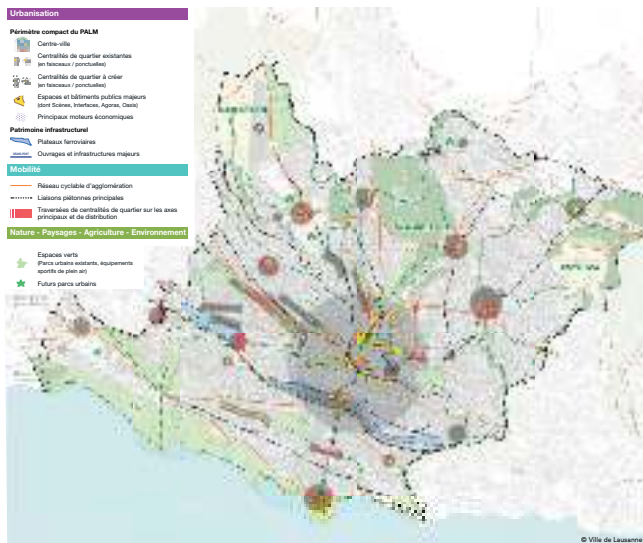 Urbanisation
Périmètre compact du PALM
Centre-ville
Centralités de quartier existantes
(en faisceaux / ponctuelles)
Centralités de quartier à créer
(en faisceaux / ponctuelles)
Espaces et bâtiments publics majeurs
(dont Scènes, Interfaces, Agoras, Oasis)
Principaux moteurs économiques
Patrimoine infrastructurel
Plateaux ferroviaires
Ouvrages et infrastructures majeurs
Mobilité
Réseau cyclable d'agglomération
Liaisons piétonnes principales
Traversées de centralités de quartier sur les axes
principaux et de distribution
Nature - Paysages - Agriculture - Environnement
Espaces verts
(Parcs urbains existants, équipements
sportifs de plein air)
Futurs parcs urbains
© Ville de Lausanne